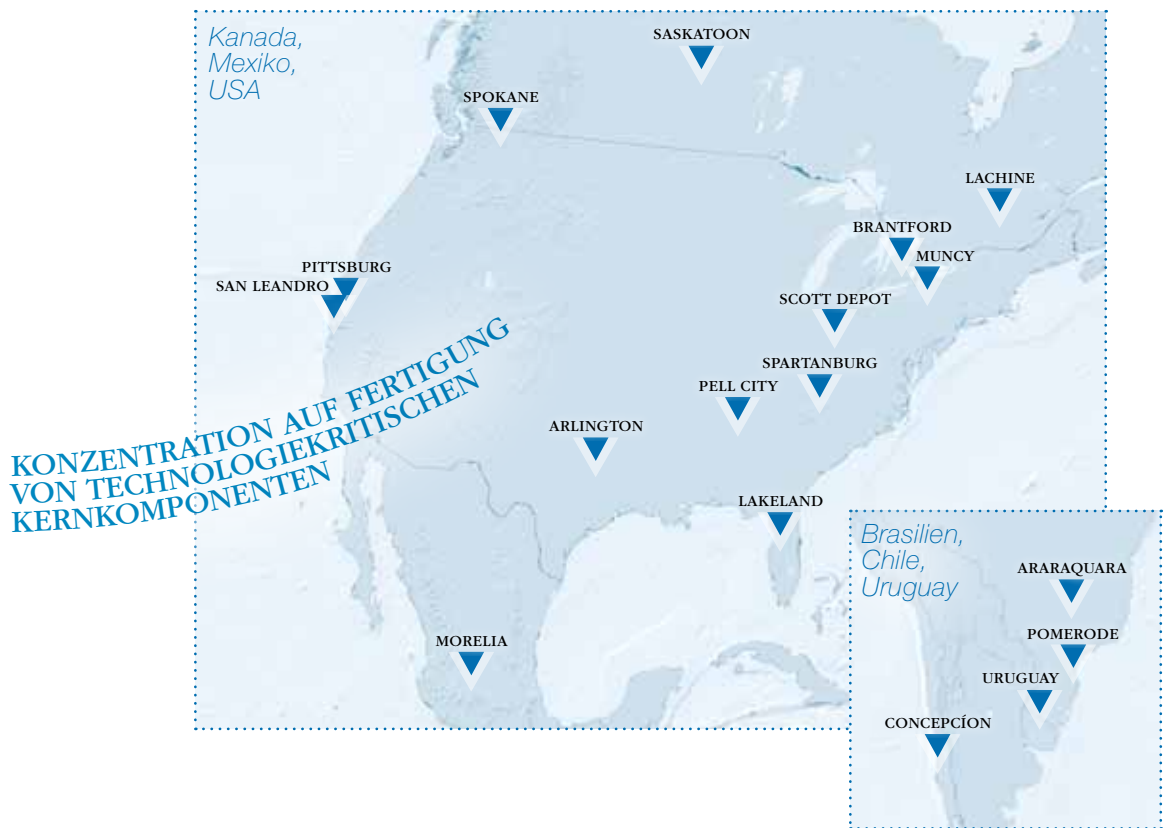 Kanada,
Mexiko,
USA
SASKATOON
SPOKANE
LACHINE
BRANTFORD
MUNCY
PITTSBURG
SAN LEANDRO
SCOTT DEPOT
SPARTANBURG
PELL CITY
ARLINGTON
KONZENTRATION AUF FERTIGUNG
VON TECHNOLOGIEKRITISCHEN
KERNKOMPONENTEN
LAKELAND
MORELIA
Brasilien,
Chile,
Uruguay
ARARAQUARA
POMERODE
URUGUAY
CONCEPCÍON